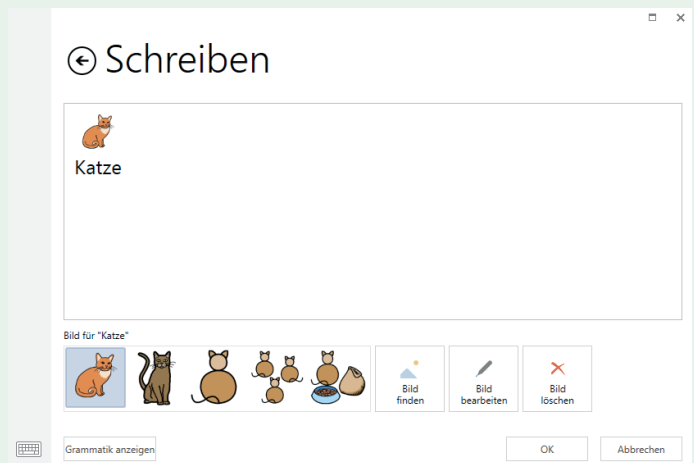 Schreiben
Katze
Bild für "Katze"
Bild
finden
Bild
bearbeiten
Bild
löschen
Grammatik anzeigen
OK
Abbrechen